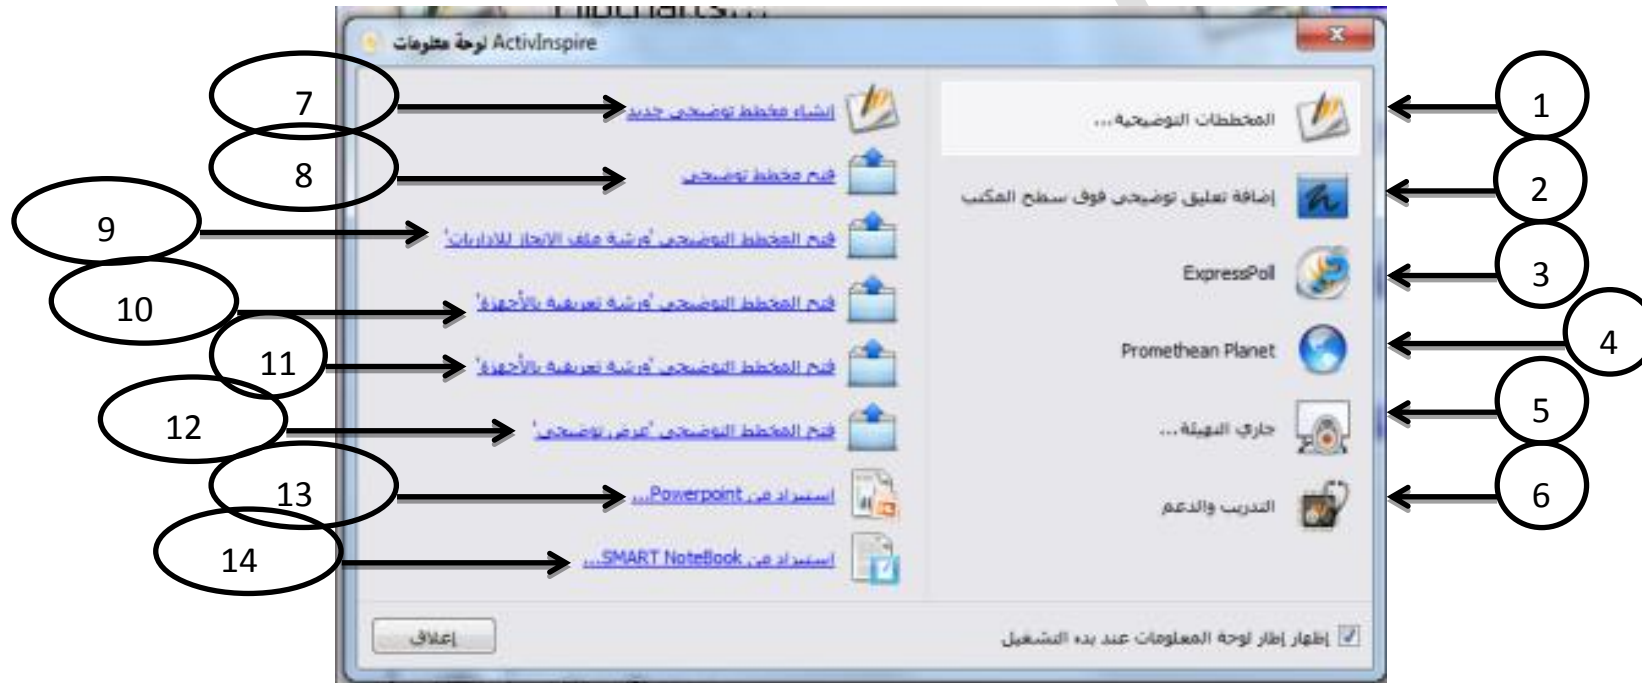 Flipcharts...
لوحة معلومات ActivInspire
المخططات التوضيحية...
1
إضافة تعليق توضيحي فوق سطح المكتب
2
ExpressPoll
3
Promethean Planet
4
جاري التهيئة...
5
التدريب والدعم
6
إنشاء مخطط توضيحي جديد
7
فتح مخطط توضيحي
8
فتح المخطط التوضيحي 'ورشة ملف الانجاز للاداريات'
9
فتح المخطط التوضيحي 'ورشة تعريفية بالأجهزة'
10
فتح المخطط التوضيحي 'ورشة تعريفية بالأجهزة'
11
فتح المخطط التوضيحي 'عرض توضيحي'
12
استيراد من Powerpoint...
13
استيراد من SMART NoteBook...
14
إظهار إطار لوحة المعلومات عند بدء التشغيل
إغلاق